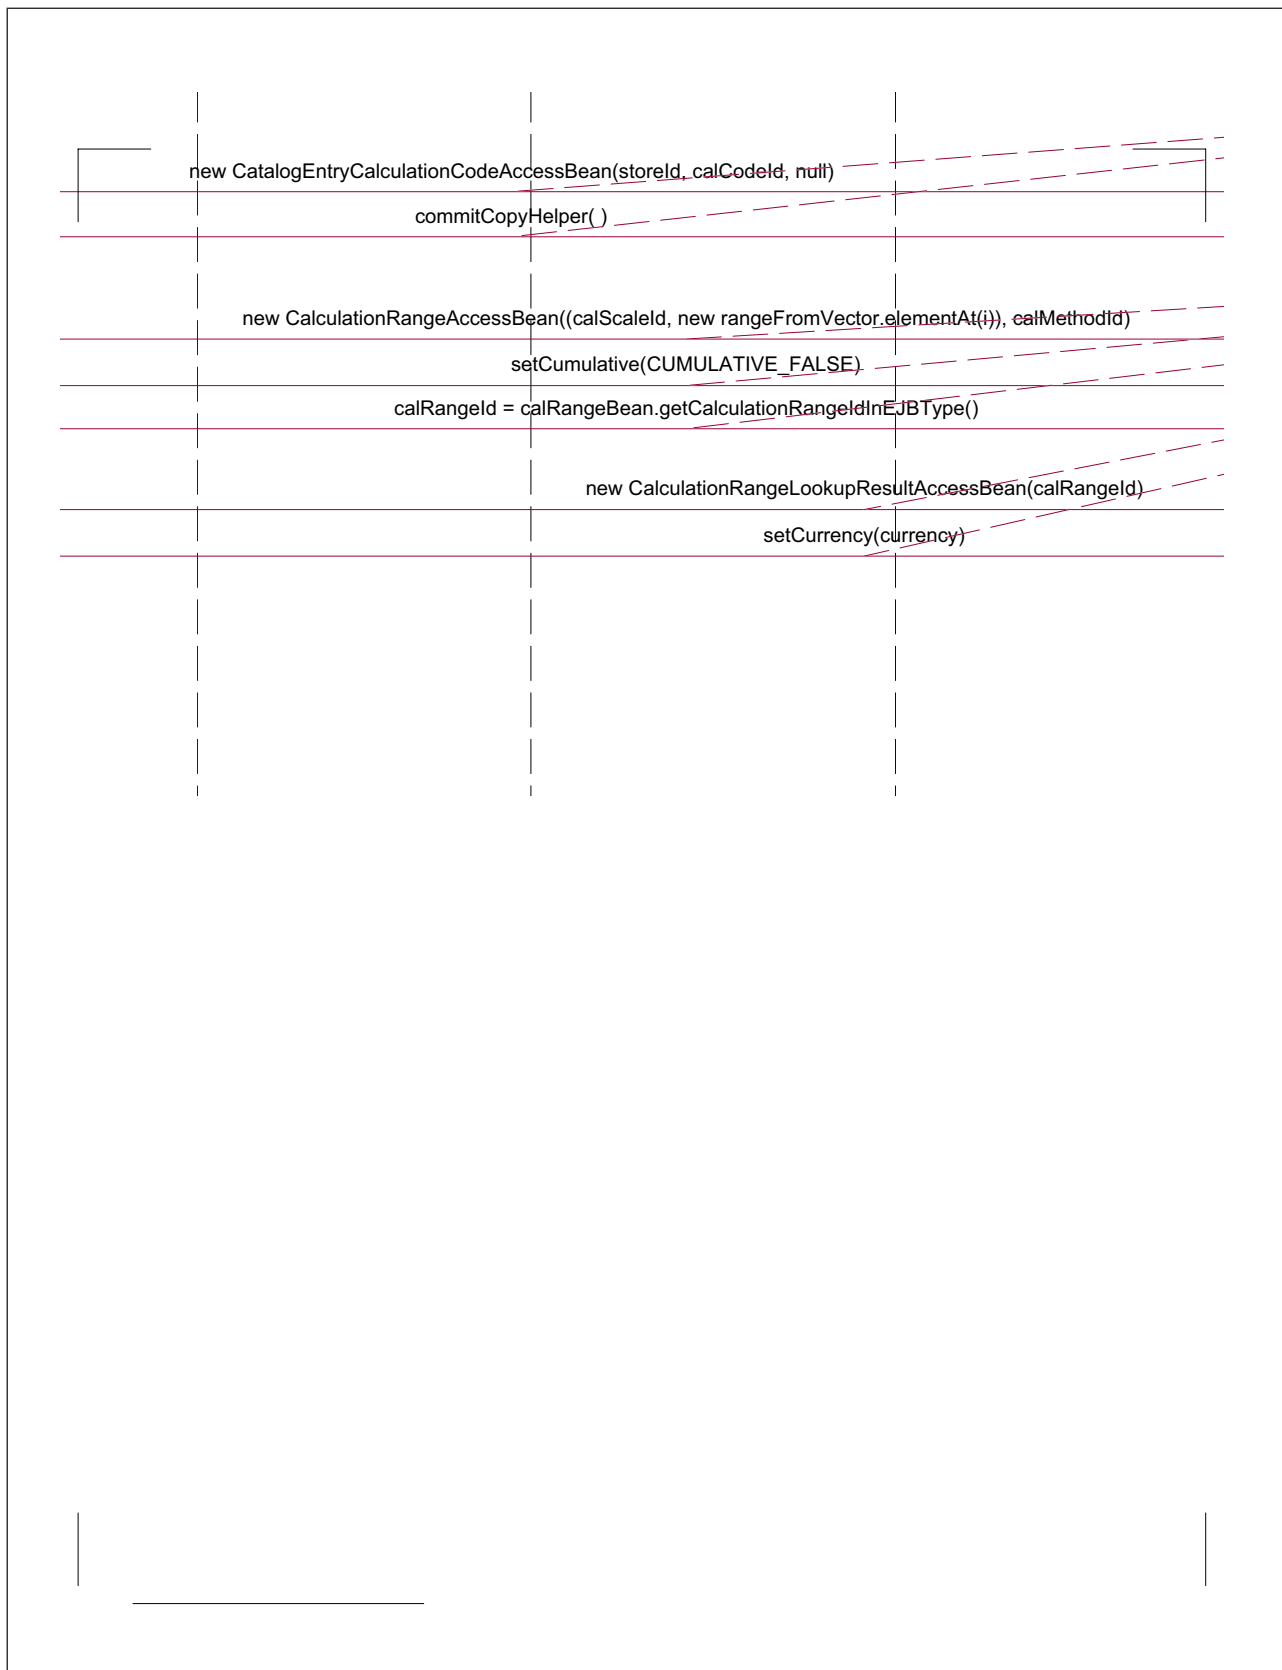 new CatalogEntryCalculationCodeAccessBean(storeId, calCodeId, null)
commitCopyHelper( )
new CalculationRangeAccessBean((calScaleId, new rangeFromVector.elementAt(i)), calMethodId)
setCumulative(CUMULATIVE_FALSE)
calRangeId = calRangeBean.getCalculationRangeIdInEJBType()
new CalculationRangeLookupResultAccessBean(calRangeId)
setCurrency(currency)